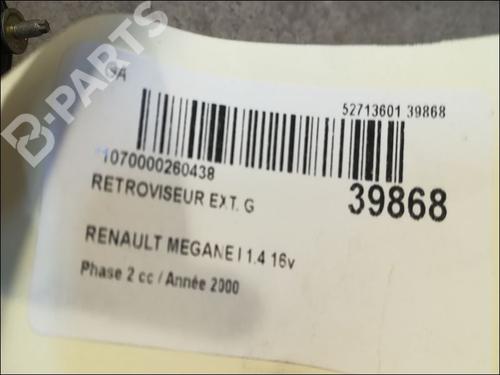 B-PARTS
52713601 39868
*1070000260438
39868
RETROVISEUR EXT. G
RENAULT MEGANE I 1.4 16v
Phase 2 cc / Année 2000